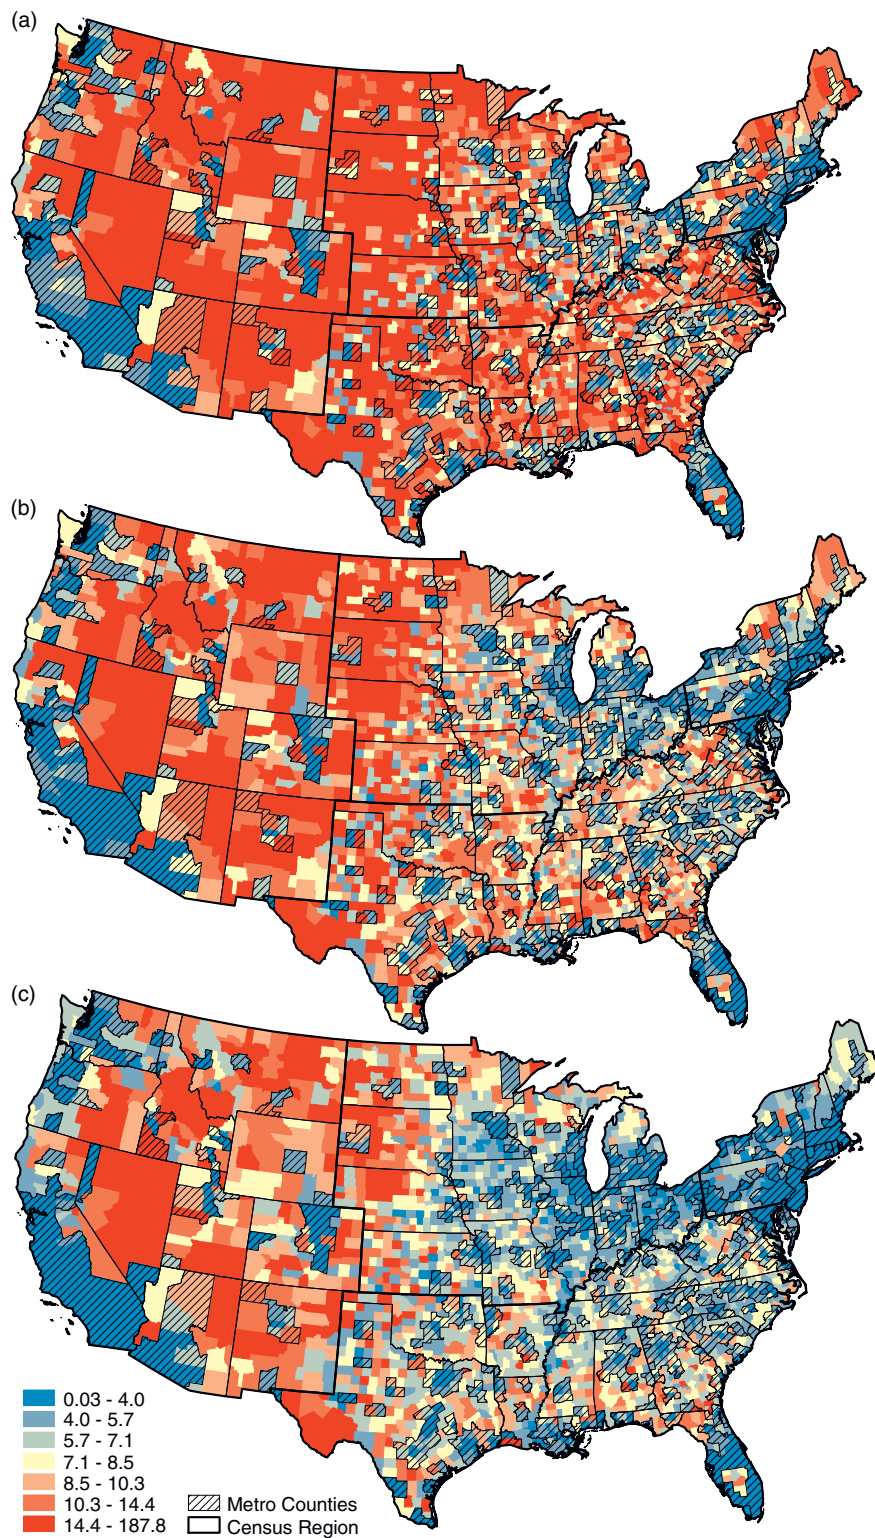 (a)
(b)
(c)
0.03 - 4.0
4.0 - 5.7
5.7 - 7.1
7.1 - 8.5
8.5 - 10.3
10.3 - 14.4
14.4 - 187.8
Metro Counties
Census Region